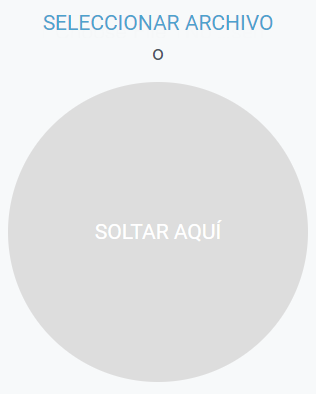 SELECCIONAR ARCHIVO
O
SOLTAR AQUÍ